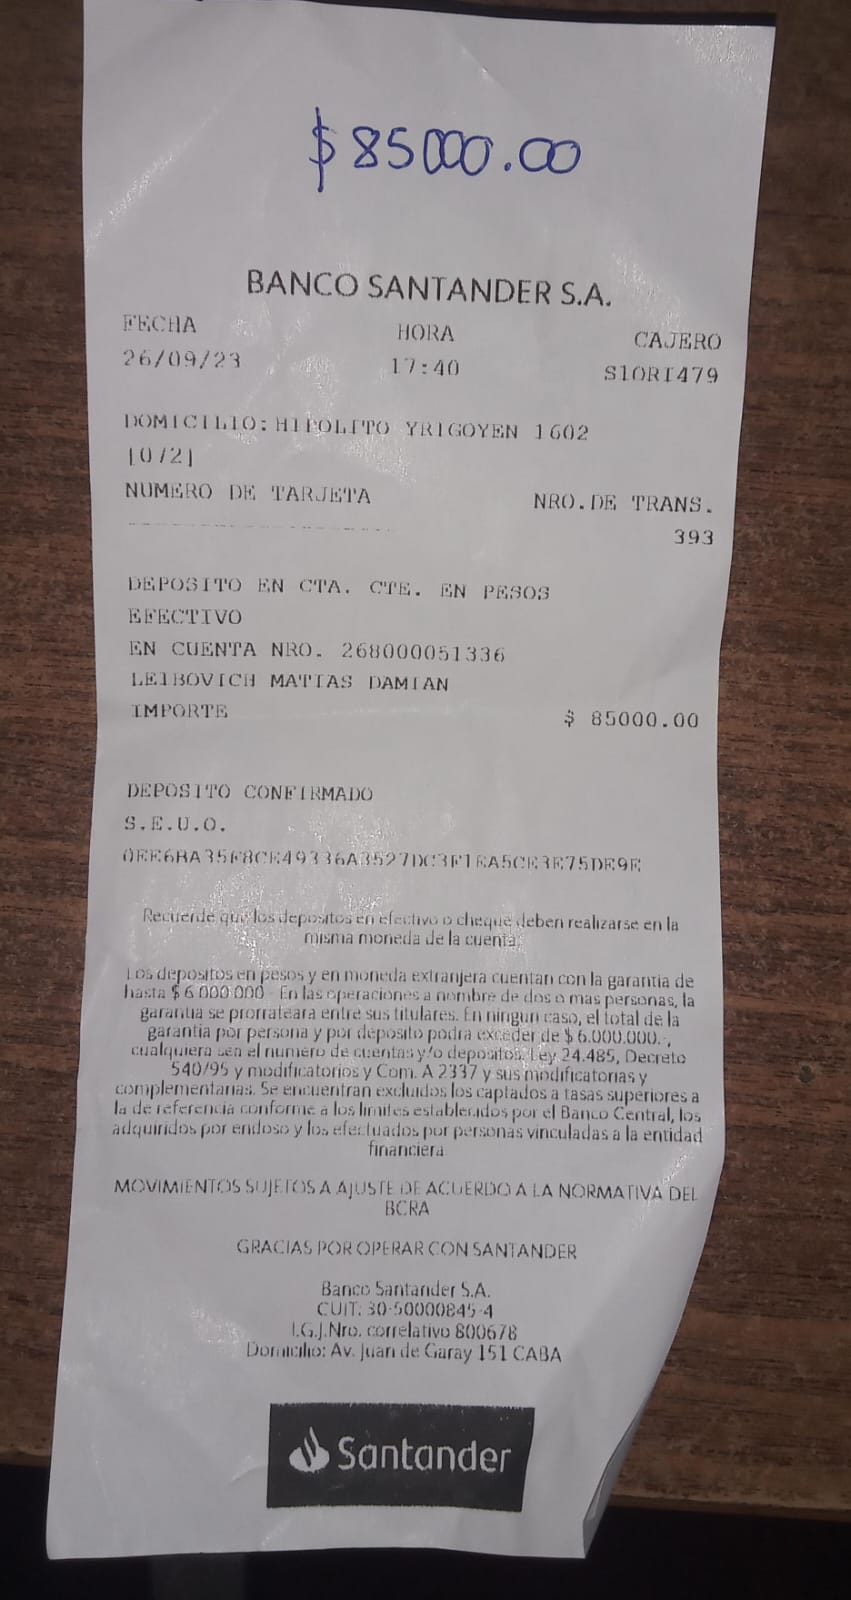 $ 85000.00
BANCO SANTANDER S.A.
FECHA HORA CAJERO
26/09/23 17:40 S1ORI479
DOMICILIO: HIPOLITO YRIGOYEN 1602
[072]
NUMERO DE TARJETA NRO. DE TRANS.
393
DEPOSITO EN CTA. CTE. EN PESOS
EFECTIVO
EN CUENTA NRO. 268000051336
LEIBOVICH MATIAS DAMIAN
IMPORTE $ 85000.00
DEPOSITO CONFIRMADO
S.E.U.O.
Recuerde que los depositos en efectivo o cheque deben realizarse en la
misma moneda de la cuenta.
Los depositos en pesos y en moneda extranjera cuentan con la garantia de
hasta $ 6.000.000 - En las operaciones a nombre de dos o mas personas, la
garantia se prorrateara entre sus titulares. En ningun caso, el total de la
garantia por persona y por deposito podra exceder de $ 6.000.000.-,
cualquiera sea el numero de cuentas y/o depositos. Ley 24.485, Decreto
540/95 y modificatorios y Com. A 2337 y sus modificatorias y
complementarias. Se encuentran excluidos los captados a tasas superiores a
la de referencia conforme a los limites establecidos por el Banco Central, los
adquiridos por endoso y los efectuados por personas vinculadas a la entidad
financiera
MOVIMIENTOS SUJETOS A AJUSTE DE ACUERDO A LA NORMATIVA DEL
BCRA
GRACIAS POR OPERAR CON SANTANDER
Banco Santander S.A.
CUIT: 30-50000845-4
I.G.J.Nro. correlativo 800678
Domicilio: Av. Juan de Garay 151 CABA
Santander